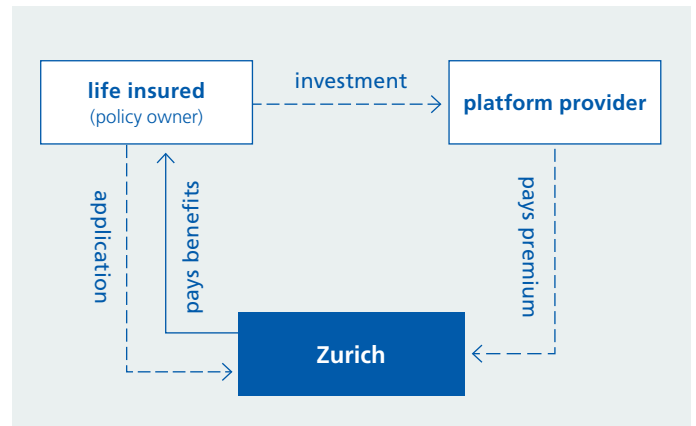 life insured
(policy owner)
investment
platform provider
application
pays benefits
pays premium
Zurich